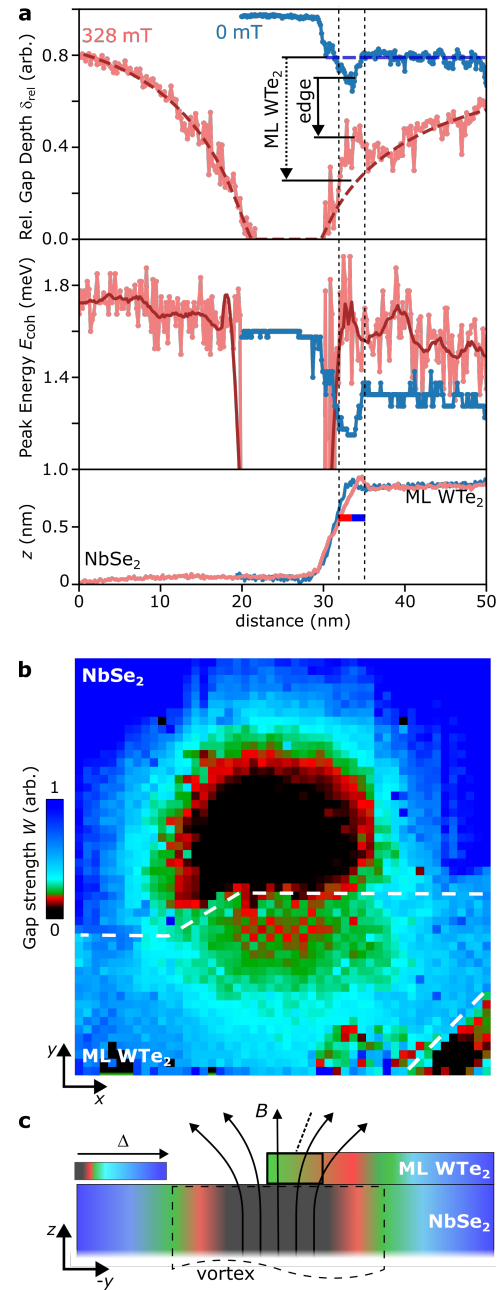 a
328 mT
0 mT
Rel. Gap Depth δrel (arb.)
0.8
0.4
0.0
ML WTe2
edge
Peak Energy Ecoh (meV)
1.8
1.4
1.0
z (nm)
0.5
0
NbSe2
ML WTe2
0
10
20
30
40
50
distance (nm)
b
NbSe2
Gap strength W (arb.)
1
0
y
x
ML WTe2
c
Δ
B
ML WTe2
NbSe2
z
-y
vortex